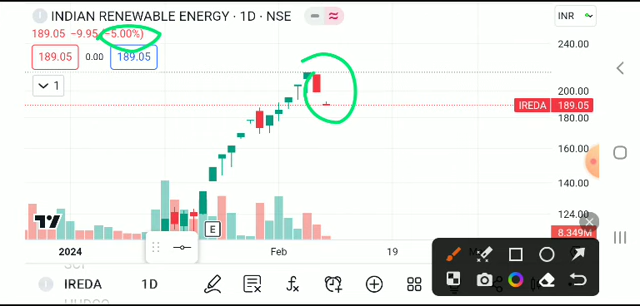 INDIAN RENEWABLE ENERGY · 1D · NSE
INR
189.05 −9.95 (−5.00%)
189.05 0.00 189.05
1
240.00
200.00
IREDA 189.05
180.00
160.00
140.00
124.00
E
8.349M
2024 Feb 19
IREDA 1D